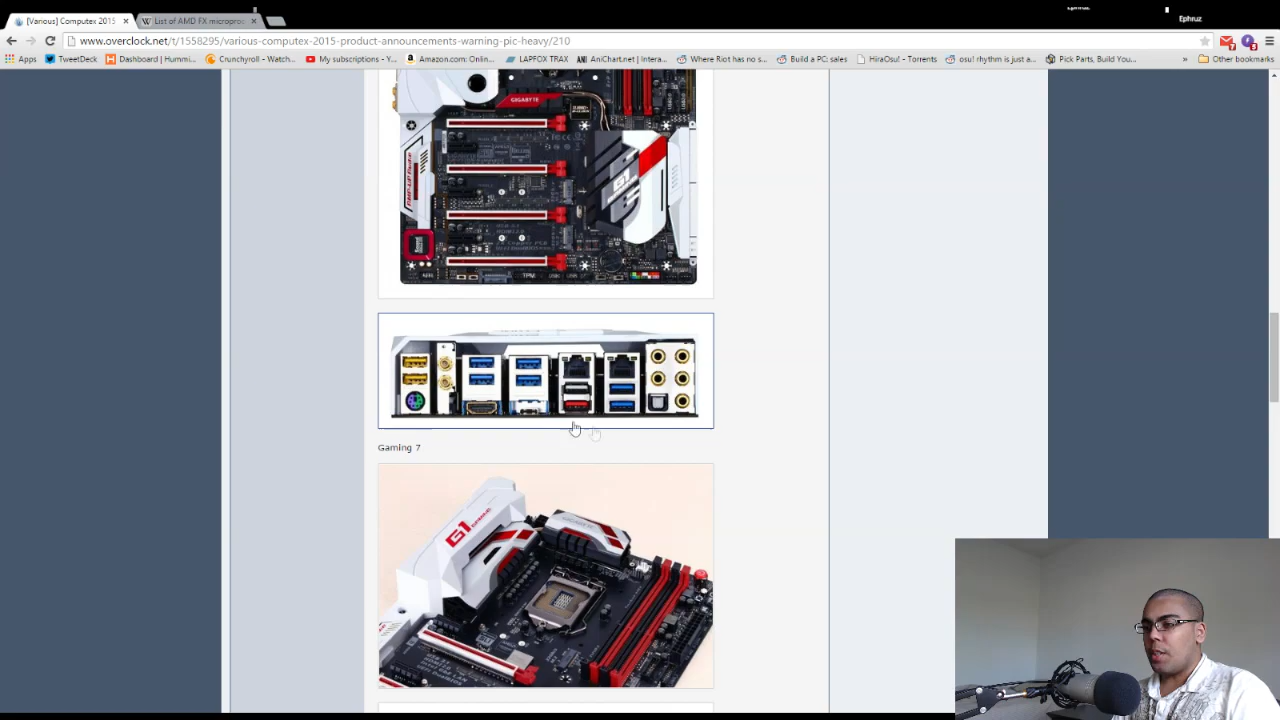 Ephruz
[Various] Computex 2015
List of AMD FX micropro
Ephruz
www.overclock.net/t/1558295/various-computex-2015-product-announcements-warning-pic-heavy/210
Apps
TweetDeck
Dashboard | Hummi...
Crunchyroll - Watch...
My subscriptions - Y...
Amazon.com: Onlin...
LAPFOX TRAX
AniChart.net | Intera...
Where Riot has no s...
Build a PC; sales
HiraOsu! - Torrents
osu! rhythm is just a...
Pick Parts, Build You...
»
Other bookmarks
GIGABYTE
G1
Gaming 7
G1 GAMING